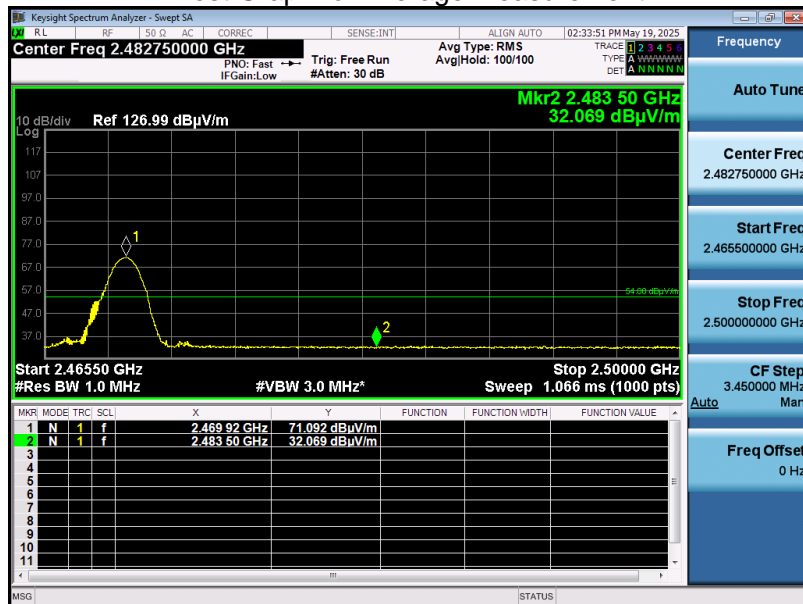 Keysight Spectrum Analyzer - Swept SA
LXI RL RF 50 Ω AC CORREC SENSE:INT ALIGN AUTO 02:33:51 PM May 19, 2025
Center Freq 2.482750000 GHz
PNO: Fast
IFGain:Low
Trig: Free Run
#Atten: 30 dB
Avg Type: RMS
Avg|Hold: 100/100
TRACE 1 2 3 4 5 6
TYPE A WWWWW
DET A N N N N N
Mkr2 2.483 50 GHz
32.069 dBµV/m
10 dB/div Ref 126.99 dBµV/m
Log
117
107
97.0
87.0
77.0
67.0
57.0
47.0
37.0
1
54.00 dBµV/m
2
Start 2.46550 GHz Stop 2.50000 GHz
#Res BW 1.0 MHz #VBW 3.0 MHz* Sweep 1.066 ms (1000 pts)
MKR MODE TRC SCL X Y FUNCTION FUNCTION WIDTH FUNCTION VALUE
1 N 1 f 2.469 92 GHz 71.092 dBµV/m
2 N 1 f 2.483 50 GHz 32.069 dBµV/m
3
4
5
6
7
8
9
10
11
MSG STATUS
Frequency
Auto Tune
Center Freq
2.482750000 GHz
Start Freq
2.465500000 GHz
Stop Freq
2.500000000 GHz
CF Step
3.450000 MHz
Auto Man
Freq Offset
0 Hz